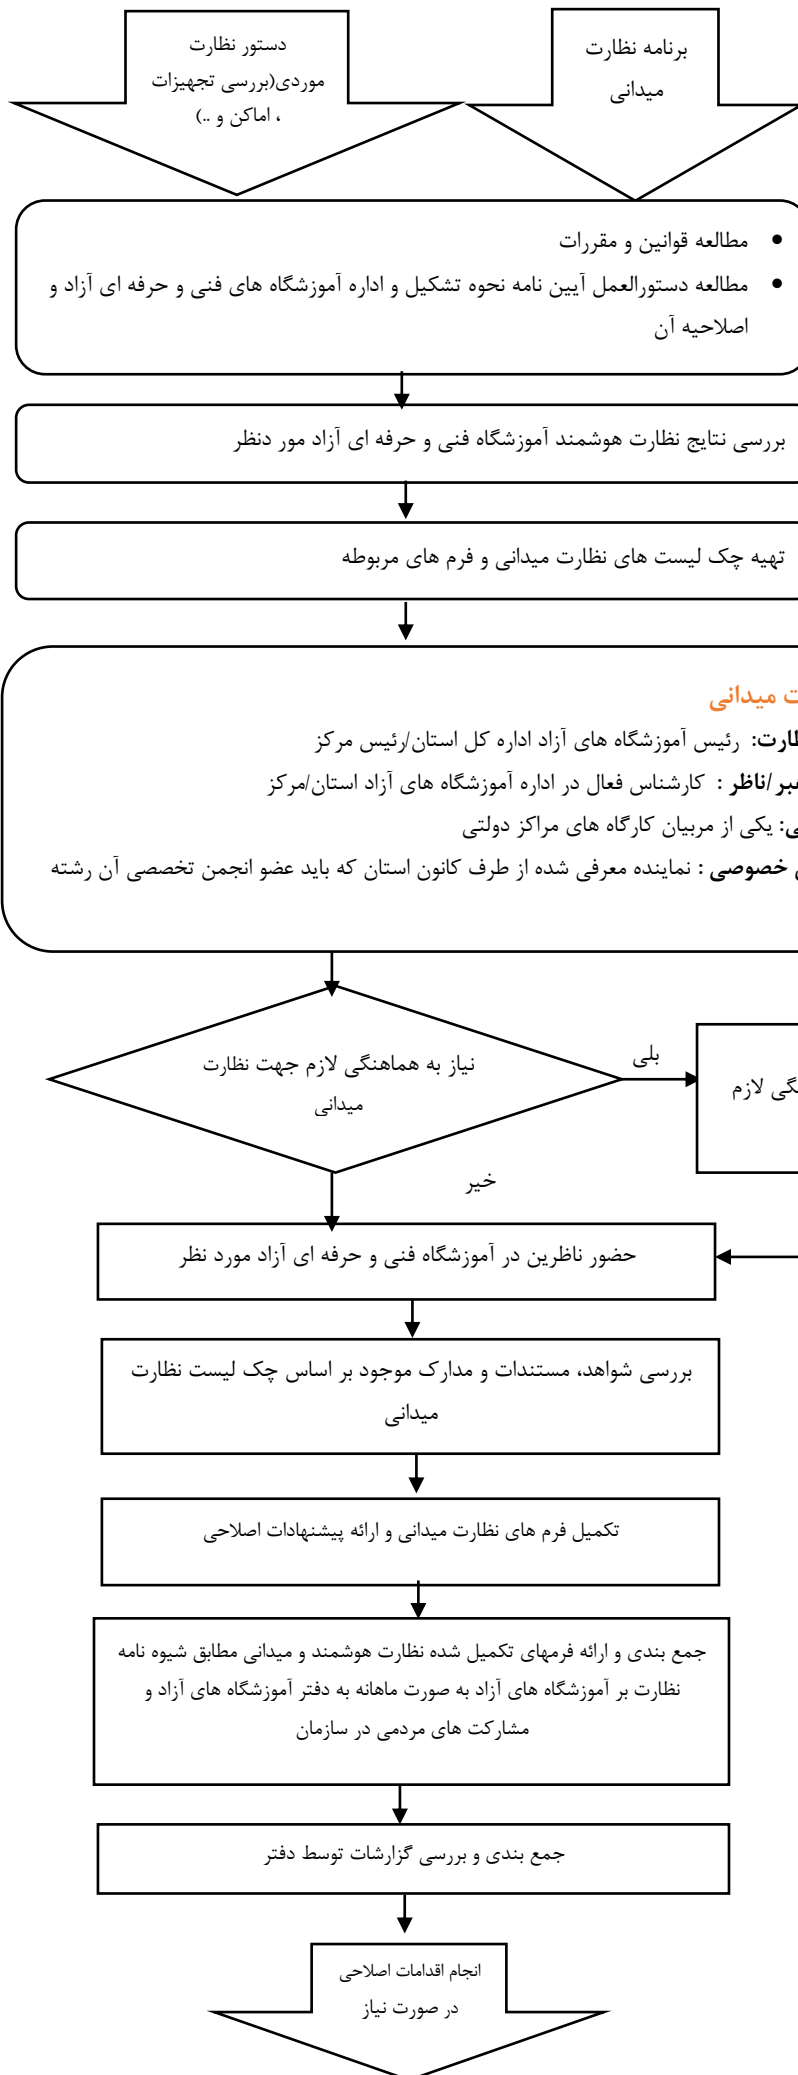 برنامه نظارت
میدانی
دستور نظارت
موردی(بررسی تجهیزات
، اماکن و ..)
• مطالعه قوانین و مقررات
• مطالعه دستورالعمل آیین نامه نحوه تشکیل و اداره آموزشگاه های فنی و حرفه ای آزاد و
اصلاحیه آن
بررسی نتایج نظارت هوشمند آموزشگاه فنی و حرفه ای آزاد مور دنظر
تهیه چک لیست های نظارت میدانی و فرم های مربوطه
میدانی
رئیس آموزشگاه های آزاد اداره کل استان/رئیس مرکز
/ناظر : کارشناس فعال در اداره آموزشگاه های آزاد استان/مرکز
یکی از مربیان کارگاه های مراکز دولتی
خصوصی : نماینده معرفی شده از طرف کانون استان که باید عضو انجمن تخصصی آن رشته
نیاز به هماهنگی لازم جهت نظارت
میدانی
بلی
لازم
خیر
حضور ناظرین در آموزشگاه فنی و حرفه ای آزاد مورد نظر
بررسی شواهد، مستندات و مدارک موجود بر اساس چک لیست نظارت
میدانی
تکمیل فرم های نظارت میدانی و ارائه پیشنهادات اصلاحی
جمع بندی و ارائه فرمهای تکمیل شده نظارت هوشمند و میدانی مطابق شیوه نامه
نظارت بر آموزشگاه های آزاد به صورت ماهانه به دفتر آموزشگاه های آزاد و
مشارکت های مردمی در سازمان
جمع بندی و بررسی گزارشات توسط دفتر
انجام اقدامات اصلاحی
در صورت نیاز